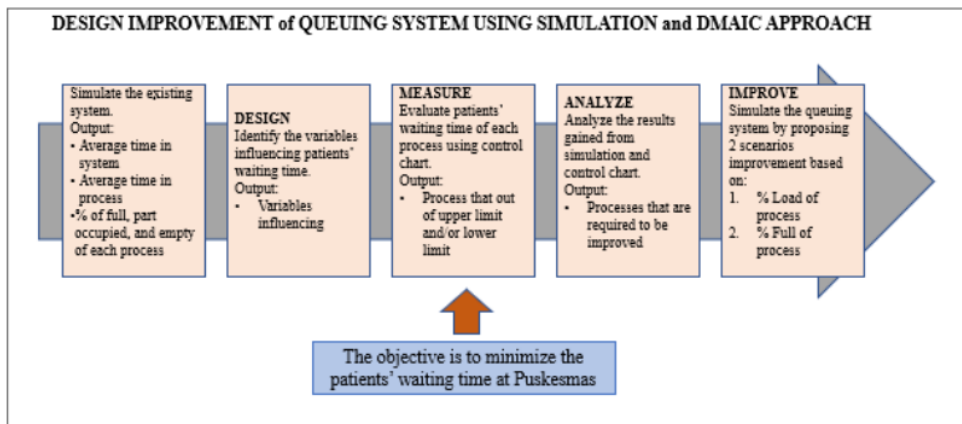 DESIGN IMPROVEMENT of QUEUING SYSTEM USING SIMULATION and DMAIC APPROACH
Simulate the existing
system.
Output:
• Average time in
system
• Average time in
process
•% of full, part
occupied, and empty
of each process
DESIGN
Identify the variables
influencing patients'
waiting time.
Output:
• Variables
influencing
MEASURE
Evaluate patients'
waiting time of each
process using control
chart.
Output:
• Process that out
of upper limit
and/or lower
limit
ANALYZE
Analyze the results
gained from
simulation and
control chart.
Output:
• Processes that are
required to be
improved
IMPROVE
Simulate the queuing
system by proposing
2 scenarios
improvement based
on:
1. % Load of
process
2. % Full of
process
The objective is to minimize the
patients' waiting time at Puskesmas